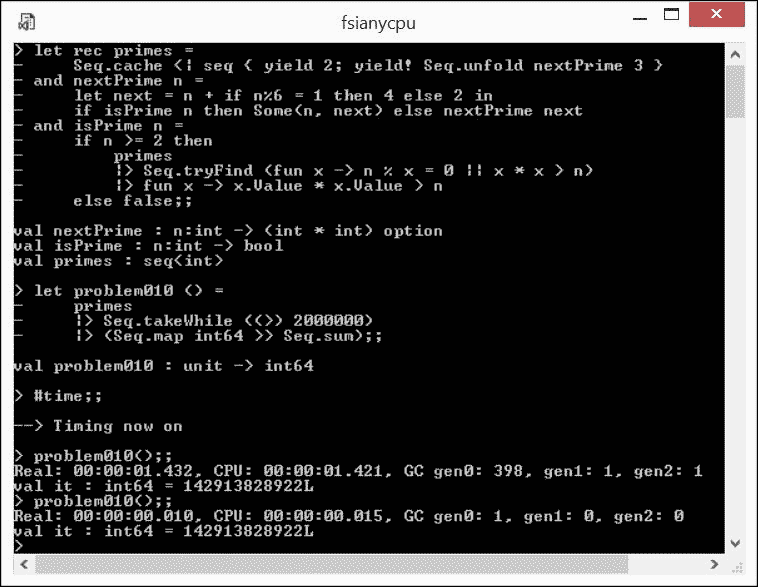 fsianycpu
> let rec primes =
-     Seq.cache <| seq { yield 2; yield! Seq.unfold nextPrime 3 }
- and nextPrime n =
-     let next = n + if n%6 = 1 then 4 else 2 in
-     if isPrime n then Some(n, next) else nextPrime next
- and isPrime n =
-     if n >= 2 then
-         primes
-         |> Seq.tryFind (fun x -> n % x = 0 || x * x > n)
-         |> fun x -> x.Value * x.Value > n
-     else false;;
val nextPrime : n:int -> (int * int) option
val isPrime : n:int -> bool
val primes : seq<int>
> let problem010 () =
-     primes
-     |> Seq.takeWhile ((>) 2000000)
-     |> (Seq.map int64 >> Seq.sum);;
val problem010 : unit -> int64
> #time;;
--> Timing now on
> problem010();;
Real: 00:00:01.432, CPU: 00:00:01.421, GC gen0: 398, gen1: 1, gen2: 1
val it : int64 = 142913828922L
> problem010();;
Real: 00:00:00.010, CPU: 00:00:00.015, GC gen0: 1, gen1: 0, gen2: 0
val it : int64 = 142913828922L
>